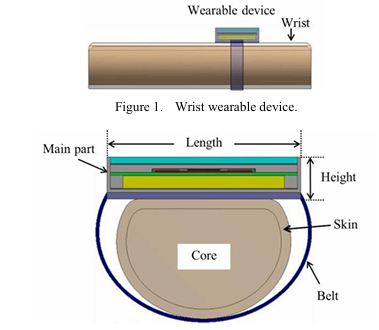 Wearable device
Wrist
Figure 1. Wrist wearable device.
Length
Main part
Height
Skin
Core
Belt